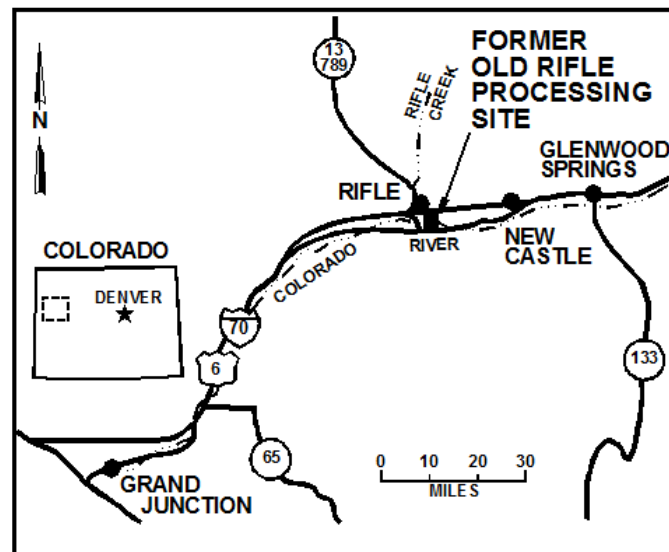 13
789
FORMER
OLD RIFLE
PROCESSING
SITE
RIFLE
CREEK
N
GLENWOOD
SPRINGS
RIFLE
RIVER
NEW
CASTLE
COLORADO
COLORADO
DENVER
70
6
133
65
0 10 20 30
MILES
GRAND
JUNCTION